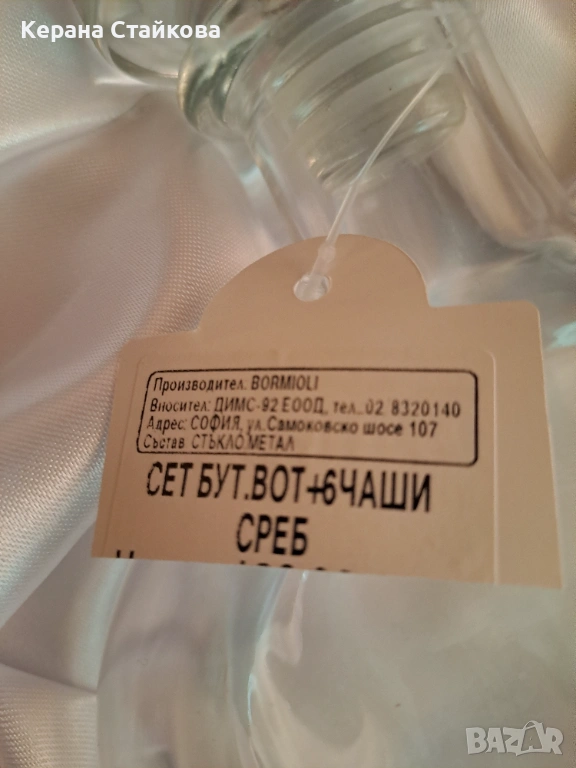 Керана Стайкова
Производител: BORMIOLI
Вносител: ДИМС-92 ЕООД, тел.:02 8320140
Адрес: СОФИЯ, ул.Самоковско шосе 107
Състав СТЪКЛО.МЕТАЛ
СЕТ БУТ.ВОТ+6ЧАШИ
СРЕБ
BAZAR